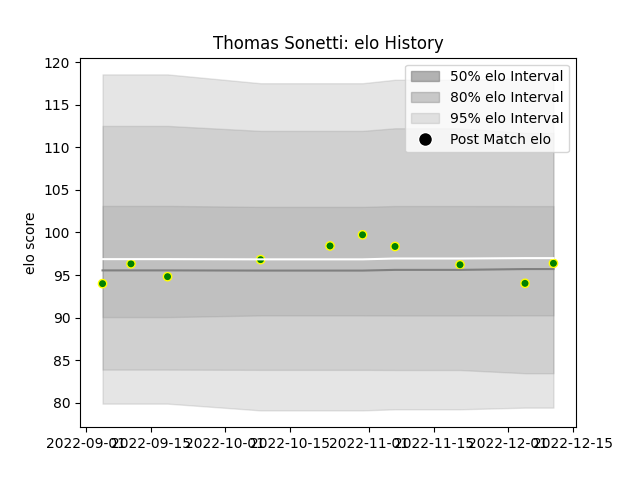 Thomas Sonetti: elo History
50% elo Interval
80% elo Interval
95% elo Interval
Post Match elo
elo score
120
115
110
105
100
95
90
85
80
2022-09-01 2022-09-15 2022-10-01 2022-10-15 2022-11-01 2022-11-15 2022-12-01 2022-12-15